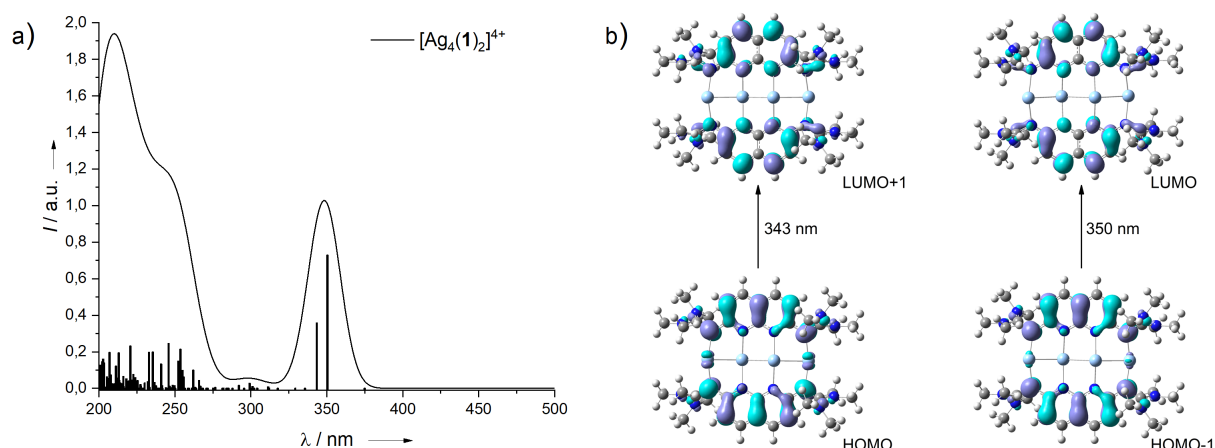 a)
2,0
1,8
1,6
1,4
1,2
1,0
0,8
0,6
0,4
0,2
0,0
I / a.u.
200
250
300
350
400
450
500
λ / nm
[Ag4(1)2]4+
b)
LUMO+1
LUMO
343 nm
350 nm
HOMO
HOMO-1